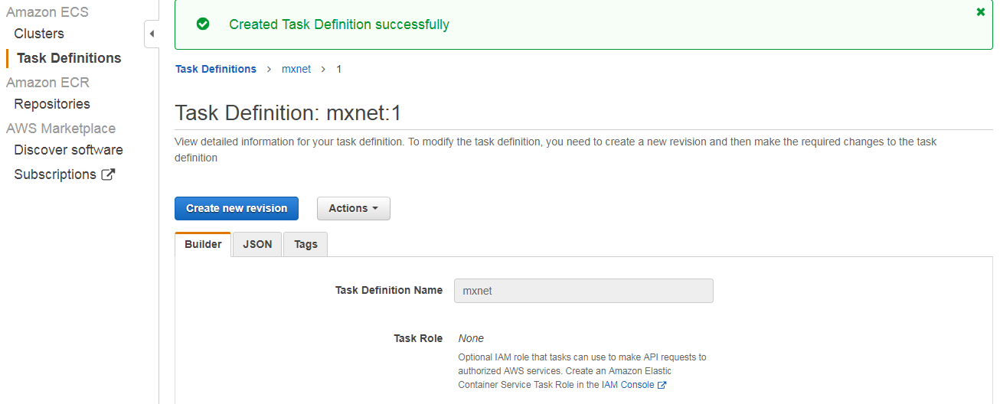 Amazon ECS
Clusters
Task Definitions
Amazon ECR
Repositories
AWS Marketplace
Discover software
Subscriptions
Created Task Definition successfully
Task Definitions > mxnet > 1
Task Definition: mxnet:1
View detailed information for your task definition. To modify the task definition, you need to create a new revision and then make the required changes to the task
definition
Create new revision
Actions
Builder
JSON
Tags
Task Definition Name
mxnet
Task Role
None
Optional IAM role that tasks can use to make API requests to
authorized AWS services. Create an Amazon Elastic
Container Service Task Role in the IAM Console